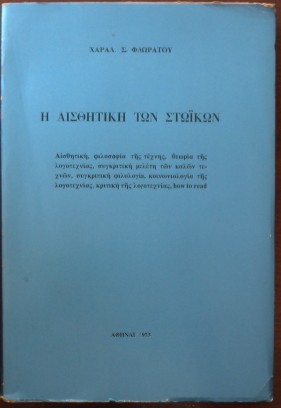 ΧΑΡΑΛ. Σ. ΦΛΩΡΑΤΟΥ
Η ΑΙΣΘΗΤΙΚΗ ΤΩΝ ΣΤΩΪΚΩΝ
Αἰσθητική, φιλοσοφία τῆς τέχνης, θεωρία τῆς
λογοτεχνίας, συγκριτική μελέτη τῶν καλῶν τε-
χνῶν, συγκριτική φιλολογία, κοινωνιολογία τῆς
λογοτεχνίας, κριτική τῆς λογοτεχνίας, how to read
ΑΘΗΝΑΙ 1973